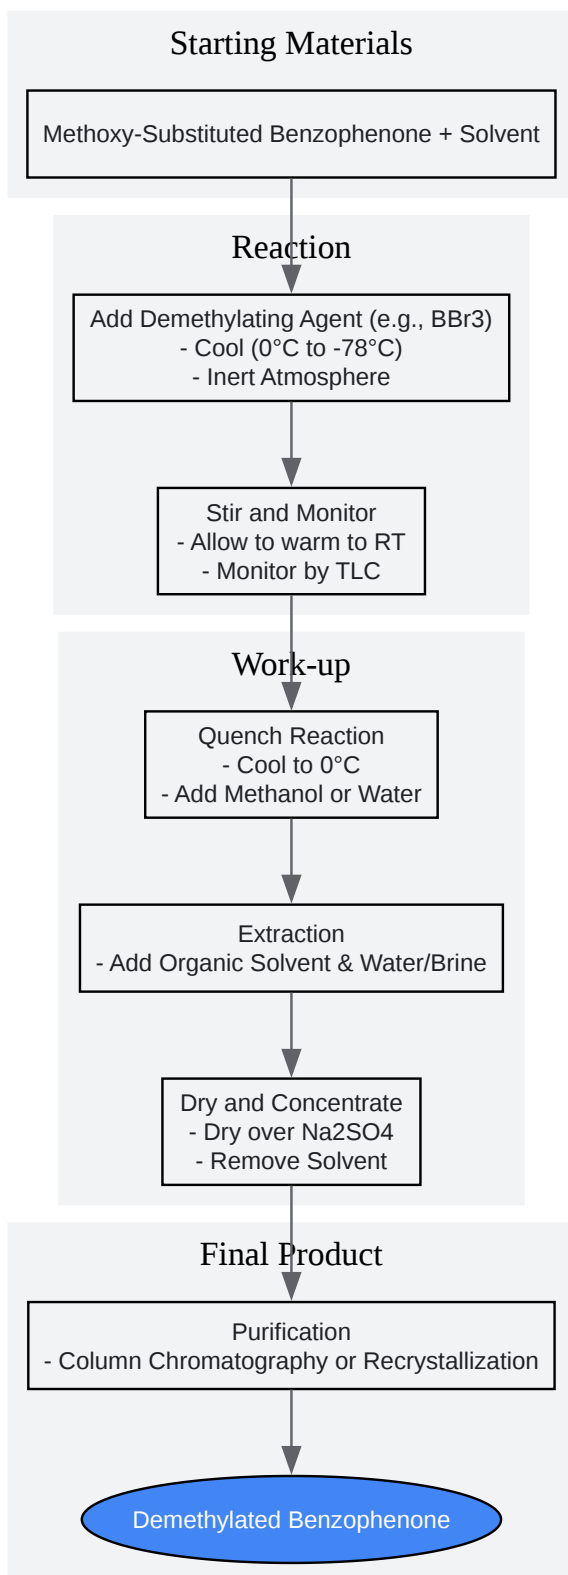 Starting Materials
Methoxy-Substituted Benzophenone + Solvent
Reaction
Add Demethylating Agent (e.g., BBr3)
- Cool (0°C to -78°C)
- Inert Atmosphere
Stir and Monitor
- Allow to warm to RT
- Monitor by TLC
Work-up
Quench Reaction
- Cool to 0°C
- Add Methanol or Water
Extraction
- Add Organic Solvent & Water/Brine
Dry and Concentrate
- Dry over Na2SO4
- Remove Solvent
Final Product
Purification
- Column Chromatography or Recrystallization
Demethylated Benzophenone